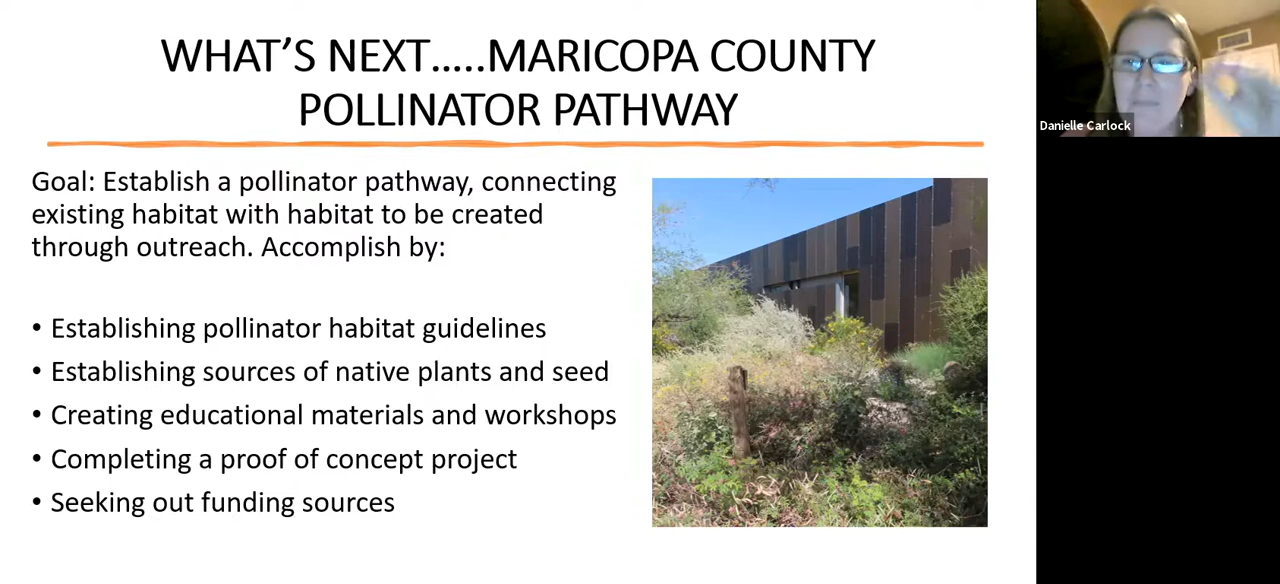 WHAT’S NEXT…..MARICOPA COUNTY
POLLINATOR PATHWAY
Goal: Establish a pollinator pathway, connecting
existing habitat with habitat to be created
through outreach. Accomplish by:
• Establishing pollinator habitat guidelines
• Establishing sources of native plants and seed
• Creating educational materials and workshops
• Completing a proof of concept project
• Seeking out funding sources
Danielle Carlock